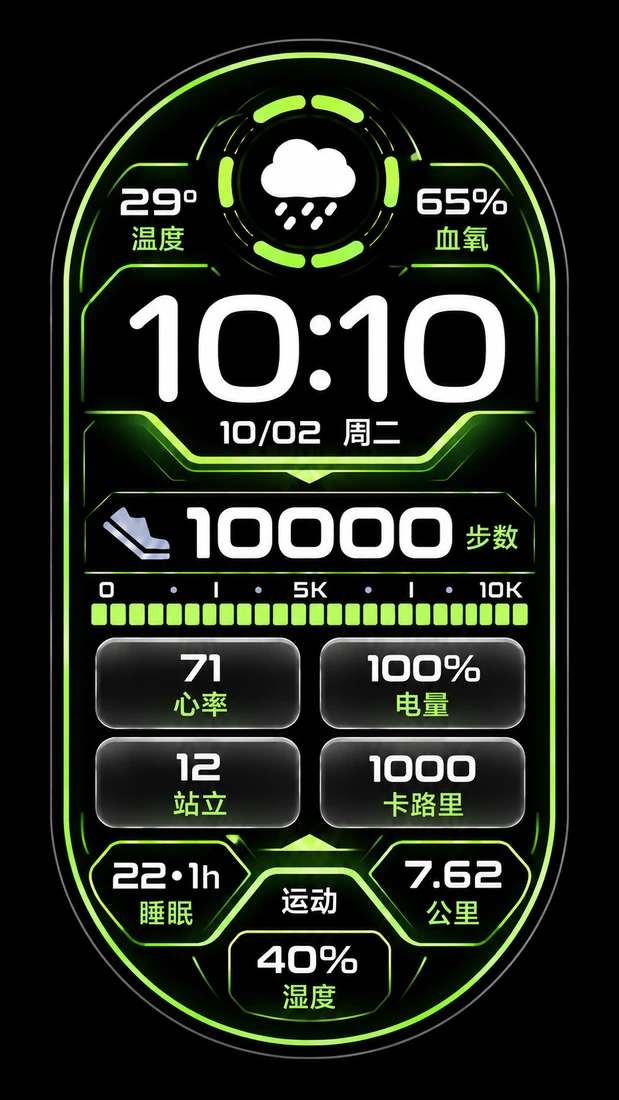 29° 65%
温度 血氧
10:10
10/02 周二
10000 步数
0 · I · 5K · I · 10K
71 100%
心率 电量
12 1000
站立 卡路里
22•1h 7.62
睡眠 运动 公里
40%
湿度